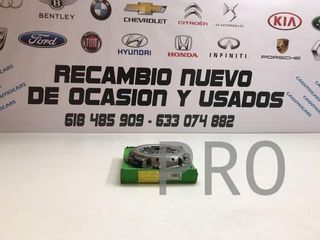 BENTLEY
CHEVROLET
CITROËN
KIA
Ford
FIAT
HYUNDAI
HONDA
INFINITI
PORSCHE
RECAMBIO NUEVO
DE OCASION Y USADOS
618 485 909 - 633 074 882
PRO